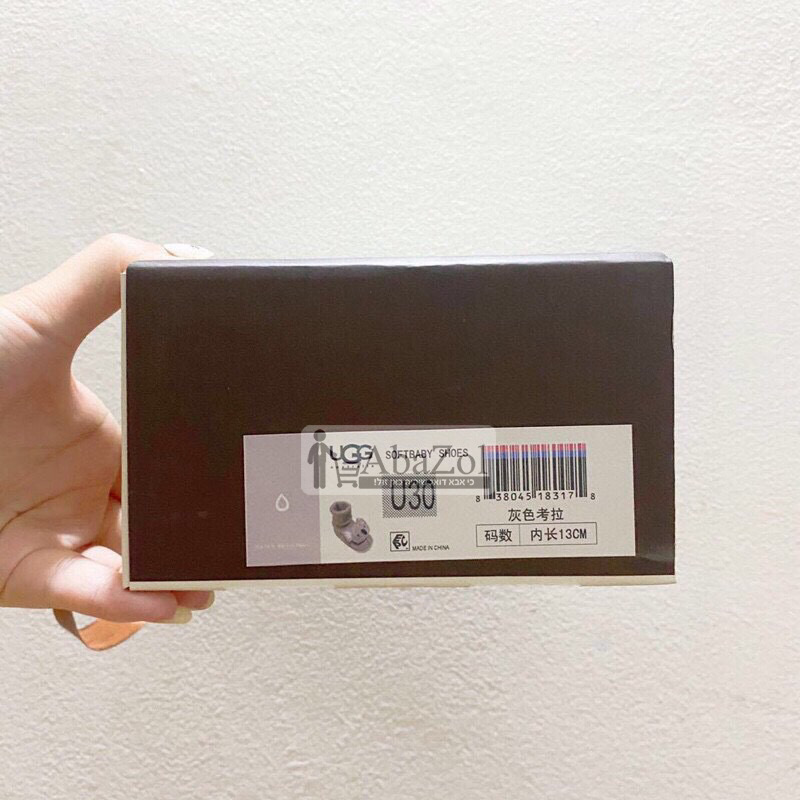 UGG
SOFTBABY SHOES
AbaZol
U30
8 38045 18317 8
灰色考拉
码数 内长13CM
MADE IN CHINA